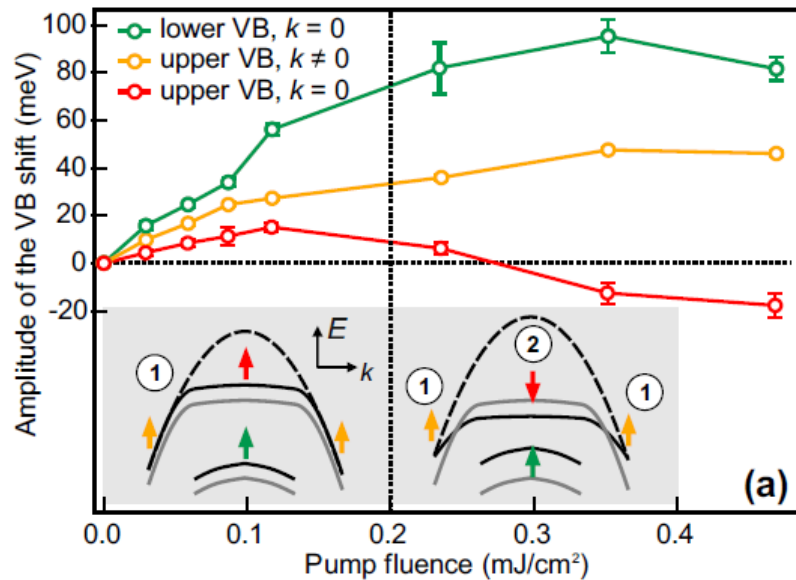 100
80
60
40
20
0
-20
Amplitude of the VB shift (meV)
lower VB, k = 0
upper VB, k ≠ 0
upper VB, k = 0
E
k
1
2
1
1
(a)
0.0 0.1 0.2 0.3 0.4
Pump fluence (mJ/cm²)